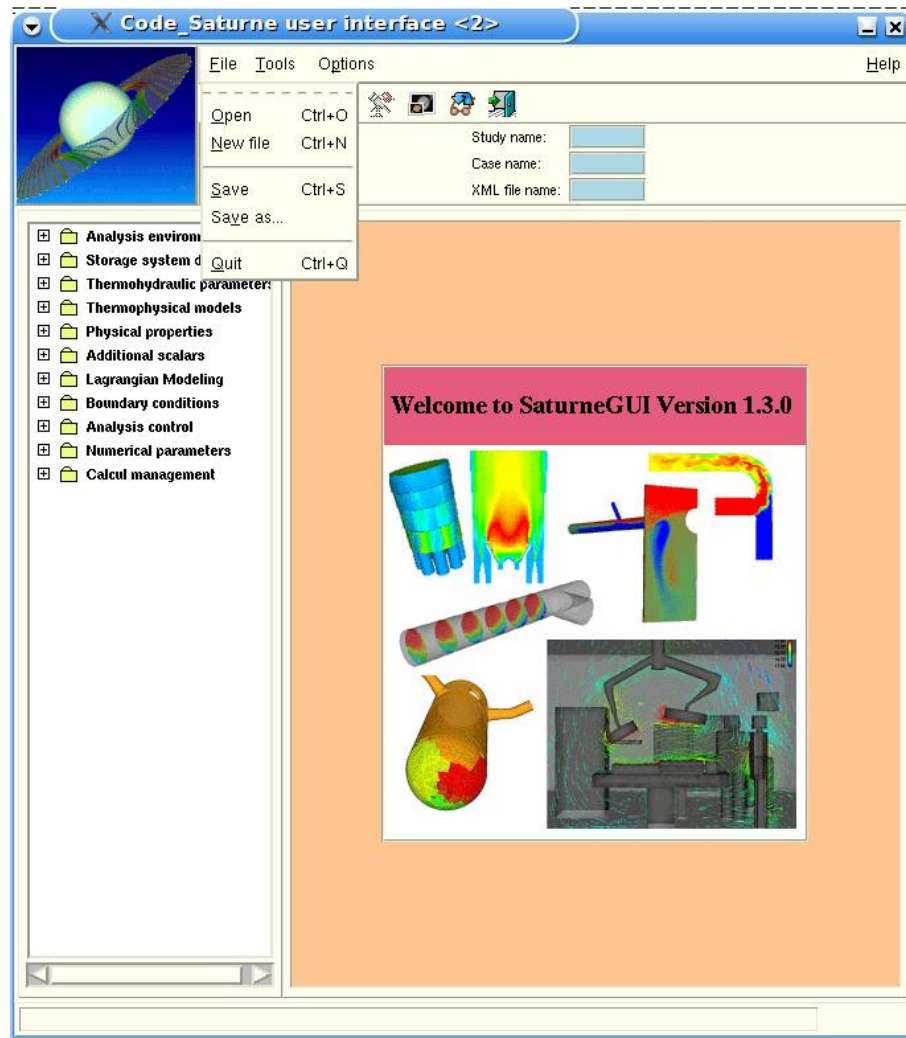 Code_Saturne user interface <2>
File Tools Options Help
Open Ctrl+O
New file Ctrl+N
Save Ctrl+S
Save as...
Quit Ctrl+Q
Study name:
Case name:
XML file name:
Analysis environm
Storage system d
Thermohydraulic parameters
Thermophysical models
Physical properties
Additional scalars
Lagrangian Modeling
Boundary conditions
Analysis control
Numerical parameters
Calcul management
Welcome to SaturneGUI Version 1.3.0